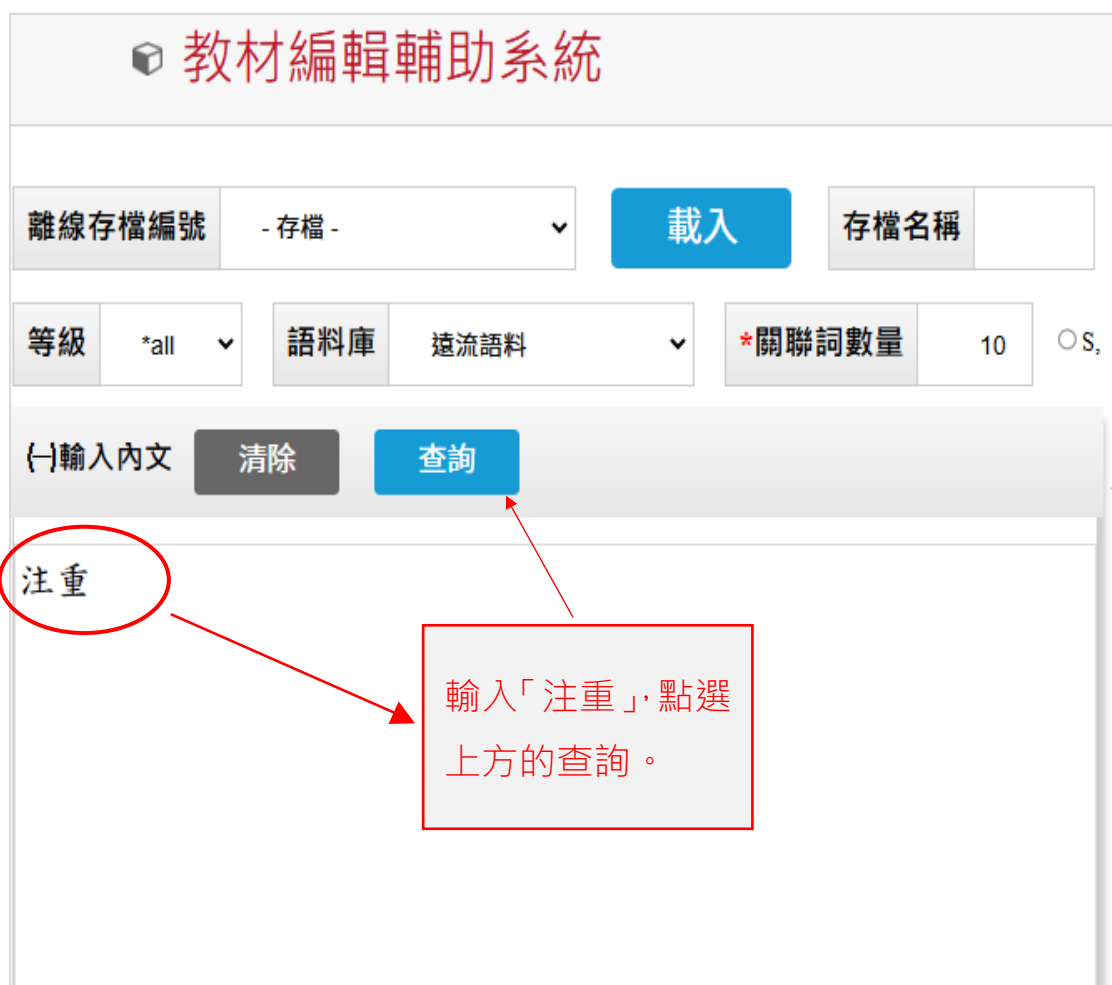 教材編輯輔助系統
離線存檔編號 - 存檔 - 載入 存檔名稱
等級 *all 語料庫 遠流語料 *關聯詞數量 10 S,
(一)輸入內文 清除 查詢
注重
輸入「注重」，點選
上方的查詢。